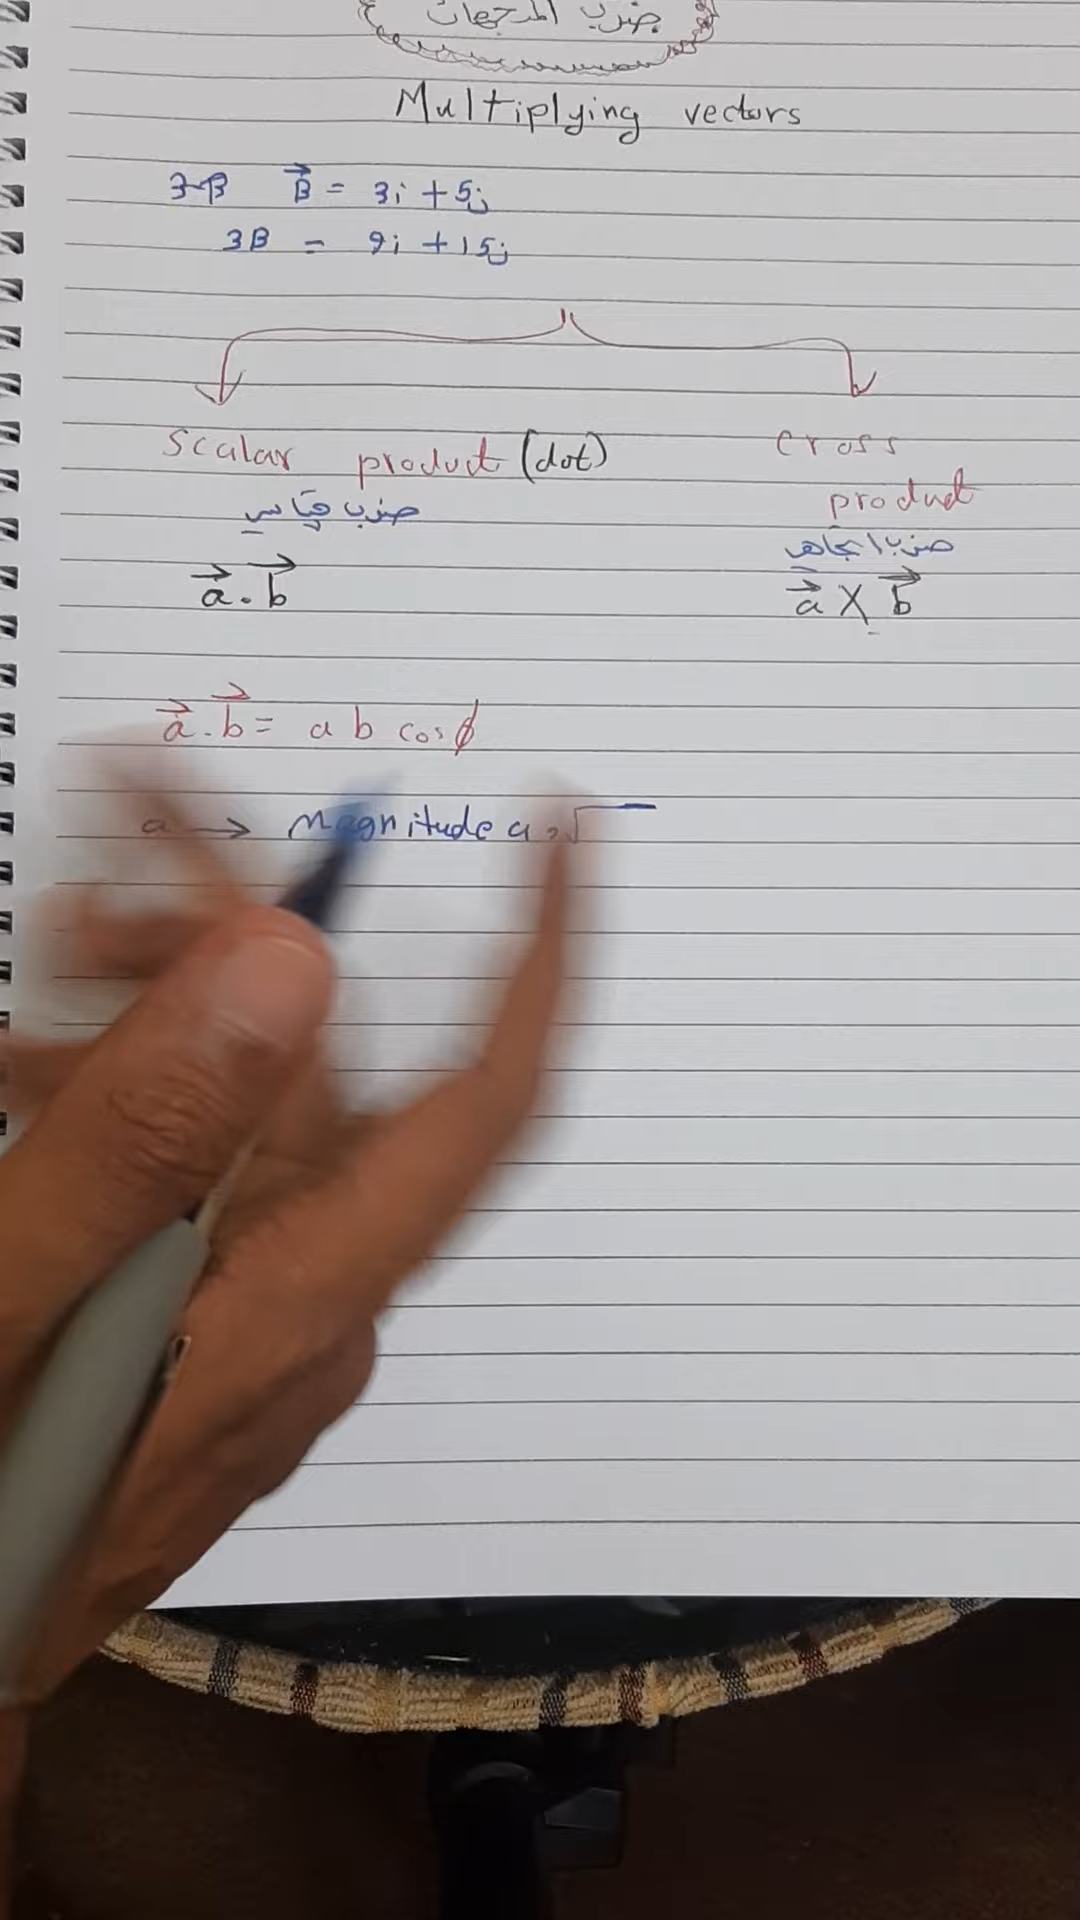 ضرب المتجهات
Multiplying vectors
3-B B = 3i + 5j
3B = 9i + 15j
Scalar product (dot)
cross
product
ضرب قياسي
ضرب اتجاهي
a . b
a X b
a . b = a b cos ϕ
a → Magnitude a = √